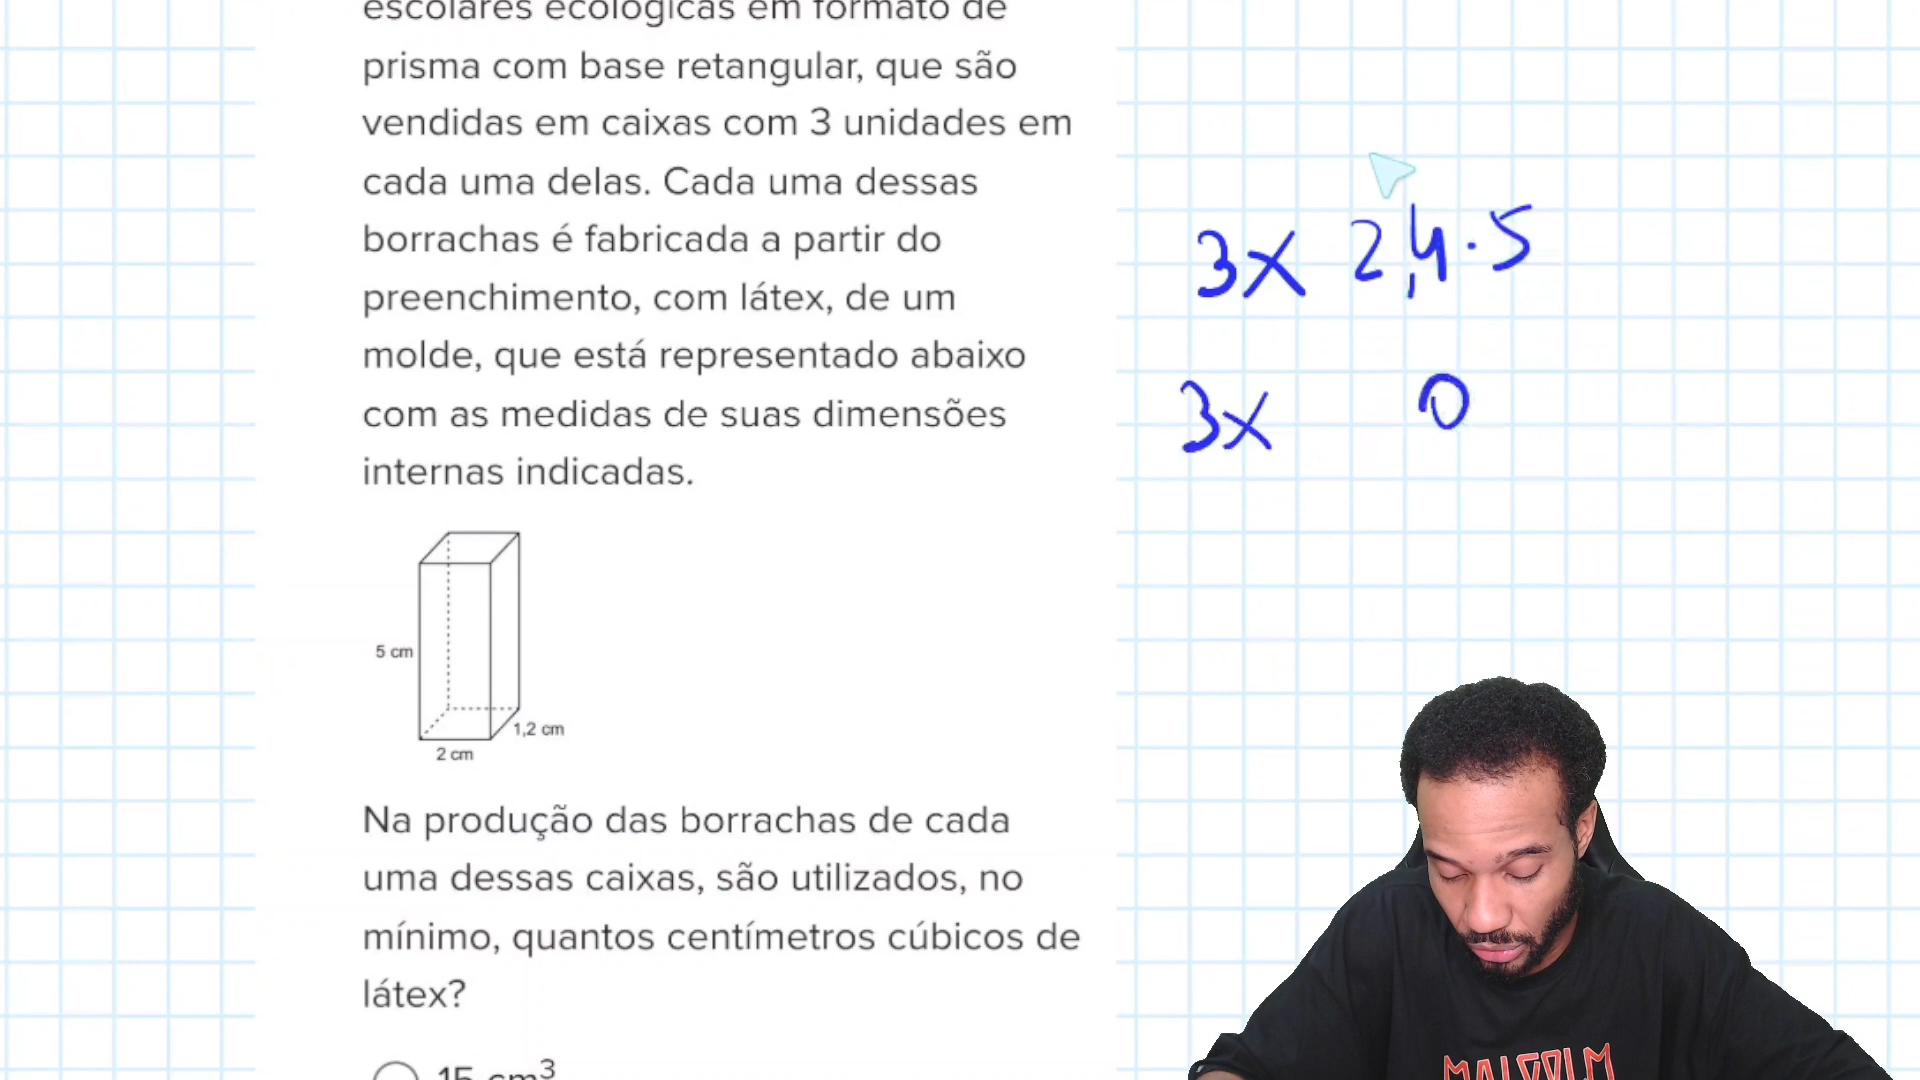 escolares ecológicas em formato de
prisma com base retangular, que são
vendidas em caixas com 3 unidades em
cada uma delas. Cada uma dessas
borrachas é fabricada a partir do
preenchimento, com látex, de um
molde, que está representado abaixo
com as medidas de suas dimensões
internas indicadas.
5 cm
1,2 cm
2 cm
Na produção das borrachas de cada
uma dessas caixas, são utilizados, no
mínimo, quantos centímetros cúbicos de
látex?
15 cm³
3x 2,4·5
3x 0
MALCOLM